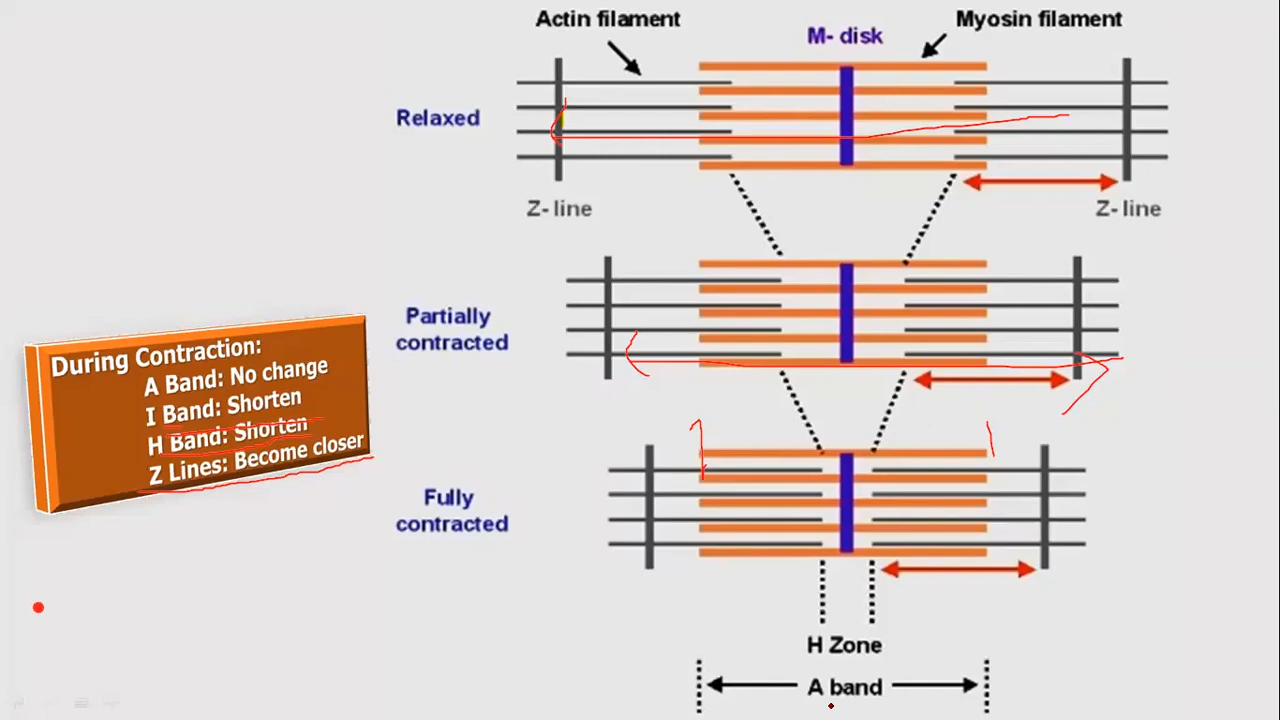 Actin filament
Myosin filament
M- disk
Relaxed
Z- line
Z- line
Partially
contracted
During Contraction:
A Band: No change
I Band: Shorten
H Band: Shorten
Z Lines: Become closer
Fully
contracted
H Zone
A band